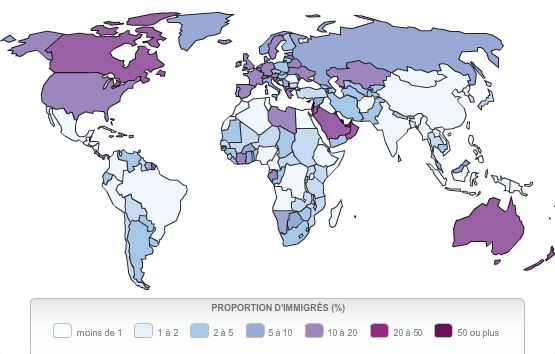 PROPORTION D'IMMIGRÉS (%)
moins de 1 1 à 2 2 à 5 5 à 10 10 à 20 20 à 50 50 ou plus